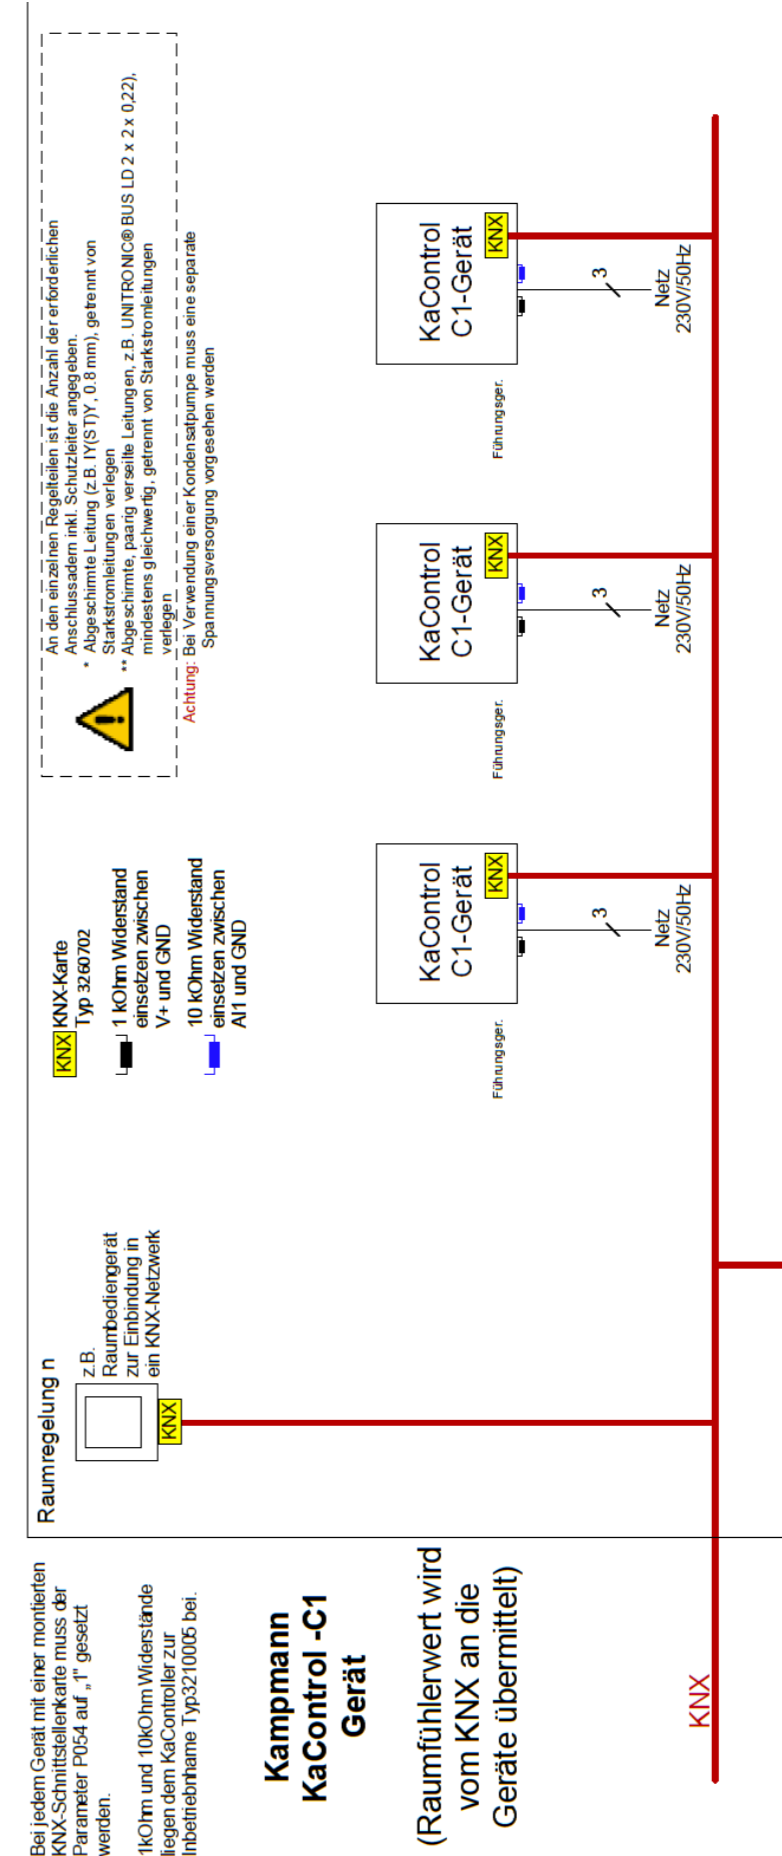 Bei jedem Gerät mit einer montierten
KNX-Schnittstellenkarte muss der
Parameter P054 auf „1" gesetzt
werden.
1kOhm und 10kOhm Widerstände
liegen dem KaController zur
Inbetriebnhame Typ3210005 bei.
Kampmann
KaControl -C1
Gerät
(Raumfühlerwert wird
vom KNX an die
Geräte übermittelt)
KNX
Raumregelung n
z.B.
Raumbediengerät
zur Einbindung in
ein KNX-Netzwerk
KNX
KNX
KNX-Karte
Typ 3260702
1 kOhm Widerstand
einsetzen zwischen
V+ und GND
10 kOhm Widerstand
einsetzen zwischen
AI1 und GND
An den einzelnen Regelteilen ist die Anzahl der erforderlichen
Anschlussadern inkl. Schutzleiter angegeben.
* Abgeschirmte Leitung (z.B. IY(ST)Y, 0.8 mm), getrennt von
Starkstromleitungen verlegen
** Abgeschirmte, paarig verseilte Leitungen, z.B. UNITRONIC® BUS LD 2 x 2 x 0,22),
mindestens gleichwertig, getrennt von Starkstromleitungen
verlegen
Achtung: Bei Verwendung einer Kondensatpumpe muss eine separate
Spannungsversorgung vorgesehen werden
Führungsger.
KaControl
C1-Gerät
KNX
3
Netz
230V/50Hz
Führungsger.
KaControl
C1-Gerät
KNX
3
Netz
230V/50Hz
Führungsger.
KaControl
C1-Gerät
KNX
3
Netz
230V/50Hz